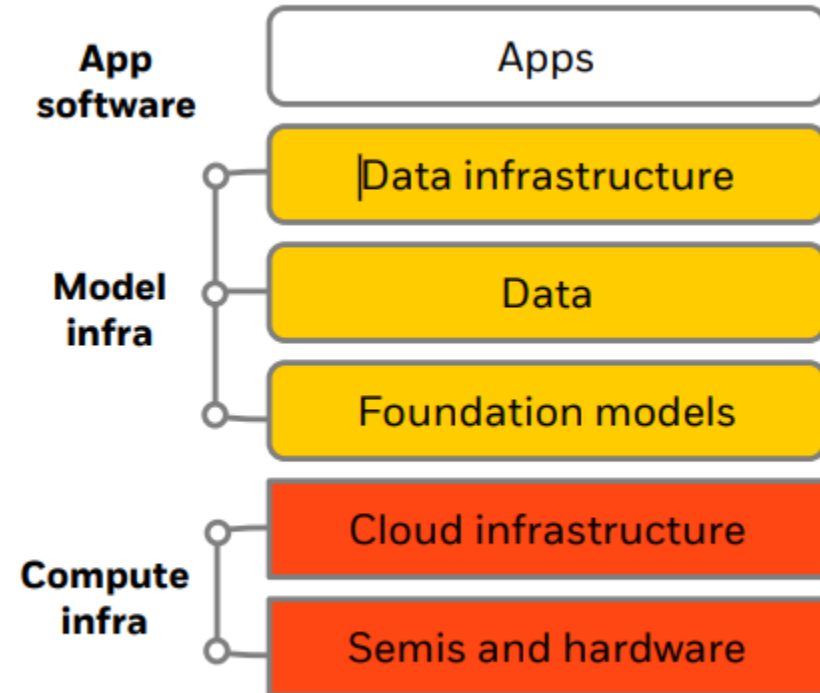 App
software
Apps
Data infrastructure
Model
infra
Data
Foundation models
Compute
infra
Cloud infrastructure
Semis and hardware